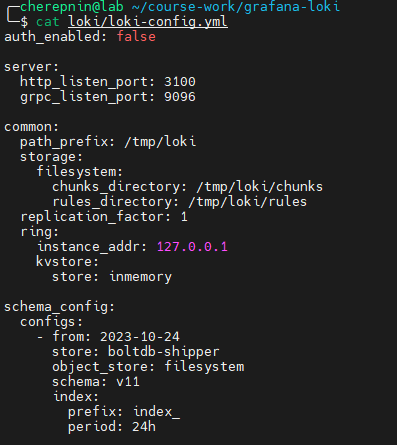 ╭─cherepnin@lab ~/course-work/grafana-loki
╰─$ cat loki/loki-config.yml
auth_enabled: false

server:
  http_listen_port: 3100
  grpc_listen_port: 9096

common:
  path_prefix: /tmp/loki
  storage:
    filesystem:
      chunks_directory: /tmp/loki/chunks
      rules_directory: /tmp/loki/rules
  replication_factor: 1
  ring:
    instance_addr: 127.0.0.1
    kvstore:
      store: inmemory

schema_config:
  configs:
    - from: 2023-10-24
      store: boltdb-shipper
      object_store: filesystem
      schema: v11
      index:
        prefix: index_
        period: 24h